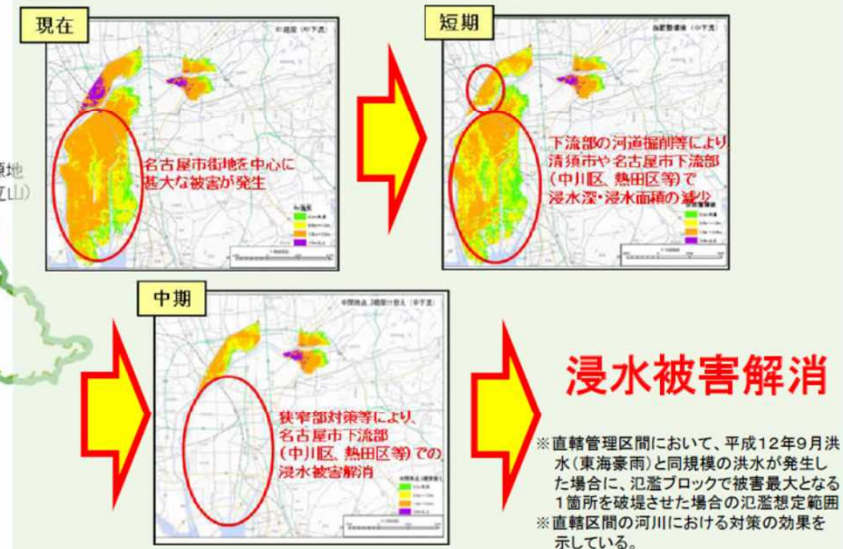 現在
名古屋市街地を中心に
甚大な被害が発生
短期
下流部の河道掘削等により
清須市や名古屋市下流部
(中川区、熱田区等)で
浸水深・浸水面積の減少
中期
狭窄部対策等により、
名古屋市下流部
(中川区、熱田区等)での
浸水被害解消
浸水被害解消
※直轄管理区間において、平成12年9月洪
水(東海豪雨)と同規模の洪水が発生し
た場合に、氾濫ブロックで被害最大となる
1箇所を破堤させた場合の氾濫想定範囲
※直轄区間の河川における対策の効果を
示している。